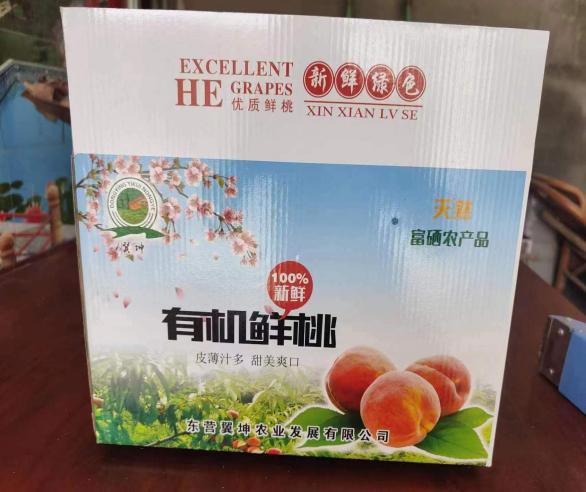 EXCELLENT
HE GRAPES
优质鲜桃
新鲜绿色
XIN XIAN LV SE
翼坤
富硒农产品
100%
新鲜
有机鲜桃
皮薄汁多 甜美爽口
东营翼坤农业发展有限公司